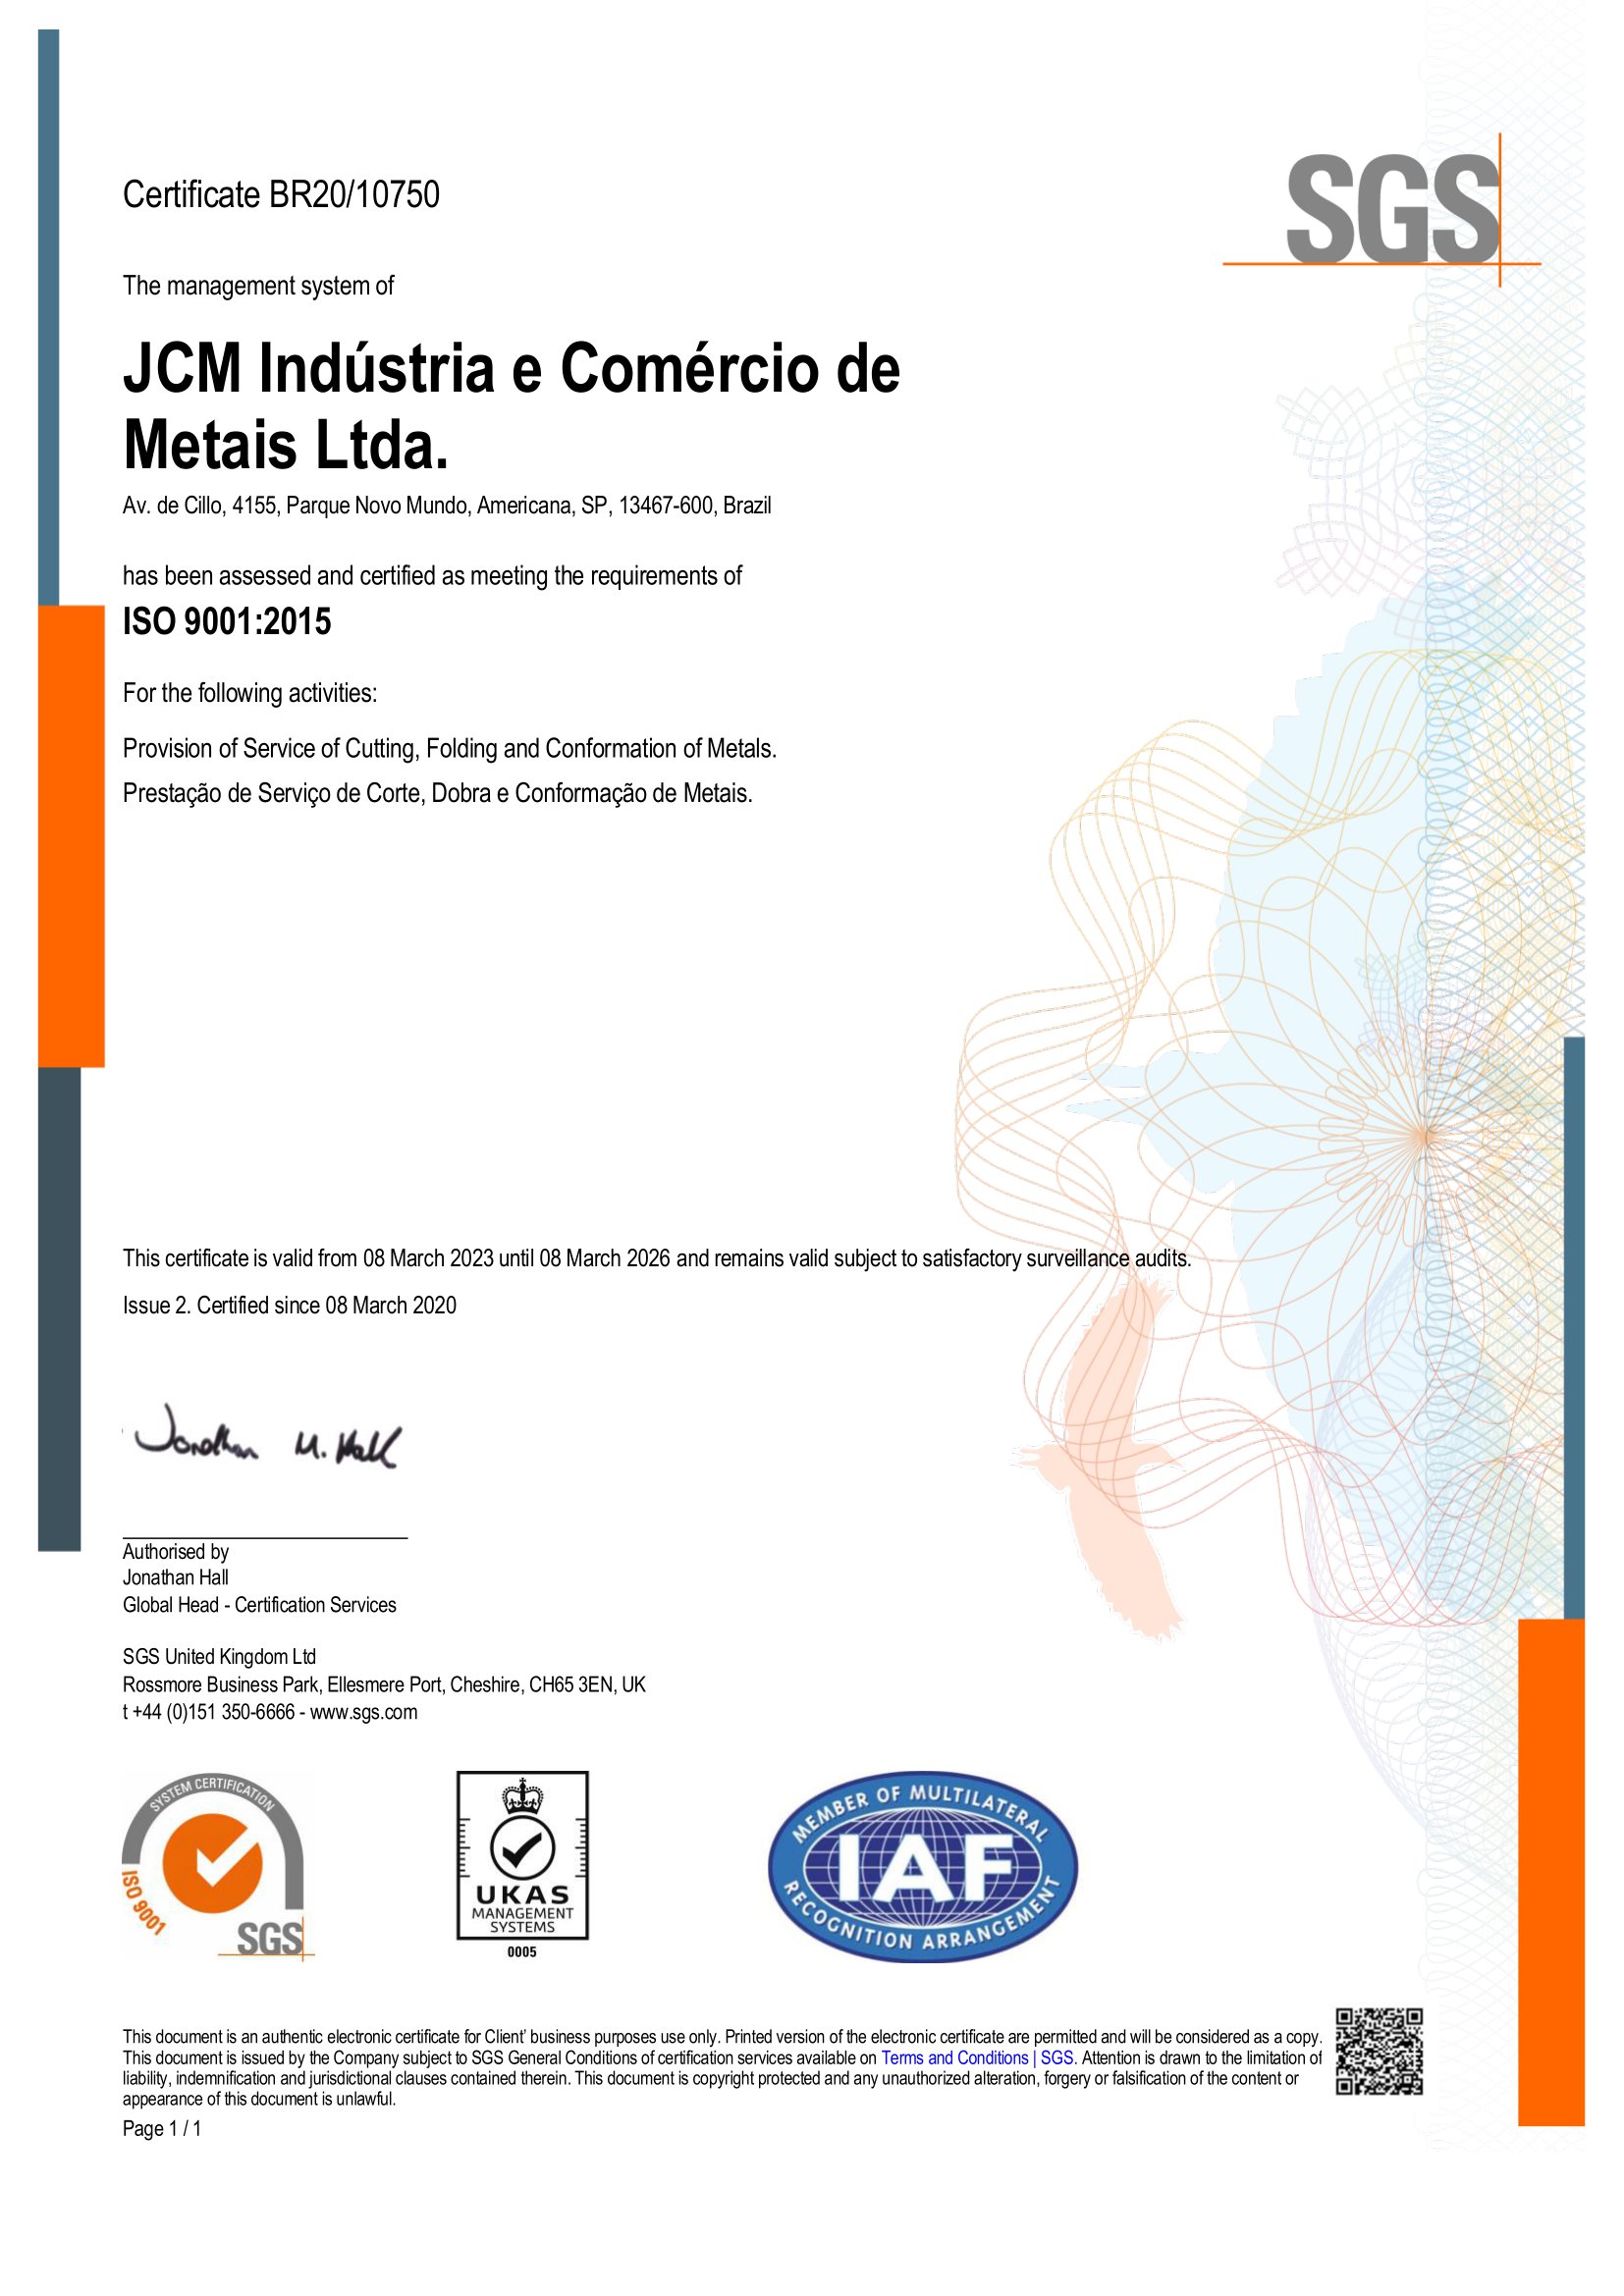 SGS
Certificate BR20/10750
The management system of
JCM Indústria e Comércio de
Metais Ltda.
Av. de Cillo, 4155, Parque Novo Mundo, Americana, SP, 13467-600, Brazil
has been assessed and certified as meeting the requirements of
ISO 9001:2015
For the following activities:
Provision of Service of Cutting, Folding and Conformation of Metals.
Prestação de Serviço de Corte, Dobra e Conformação de Metais.
This certificate is valid from 08 March 2023 until 08 March 2026 and remains valid subject to satisfactory surveillance audits.
Issue 2. Certified since 08 March 2020
Jonathan M. Hall
Authorised by
Jonathan Hall
Global Head - Certification Services
SGS United Kingdom Ltd
Rossmore Business Park, Ellesmere Port, Cheshire, CH65 3EN, UK
t +44 (0)151 350-6666 - www.sgs.com
SYSTEM CERTIFICATION
ISO 9001
SGS
UKAS
MANAGEMENT
SYSTEMS
0005
MEMBER OF MULTILATERAL
IAF
RECOGNITION ARRANGEMENT
This document is an authentic electronic certificate for Client' business purposes use only. Printed version of the electronic certificate are permitted and will be considered as a copy.
This document is issued by the Company subject to SGS General Conditions of certification services available on Terms and Conditions | SGS. Attention is drawn to the limitation of
liability, indemnification and jurisdictional clauses contained therein. This document is copyright protected and any unauthorized alteration, forgery or falsification of the content or
appearance of this document is unlawful.
Page 1 / 1